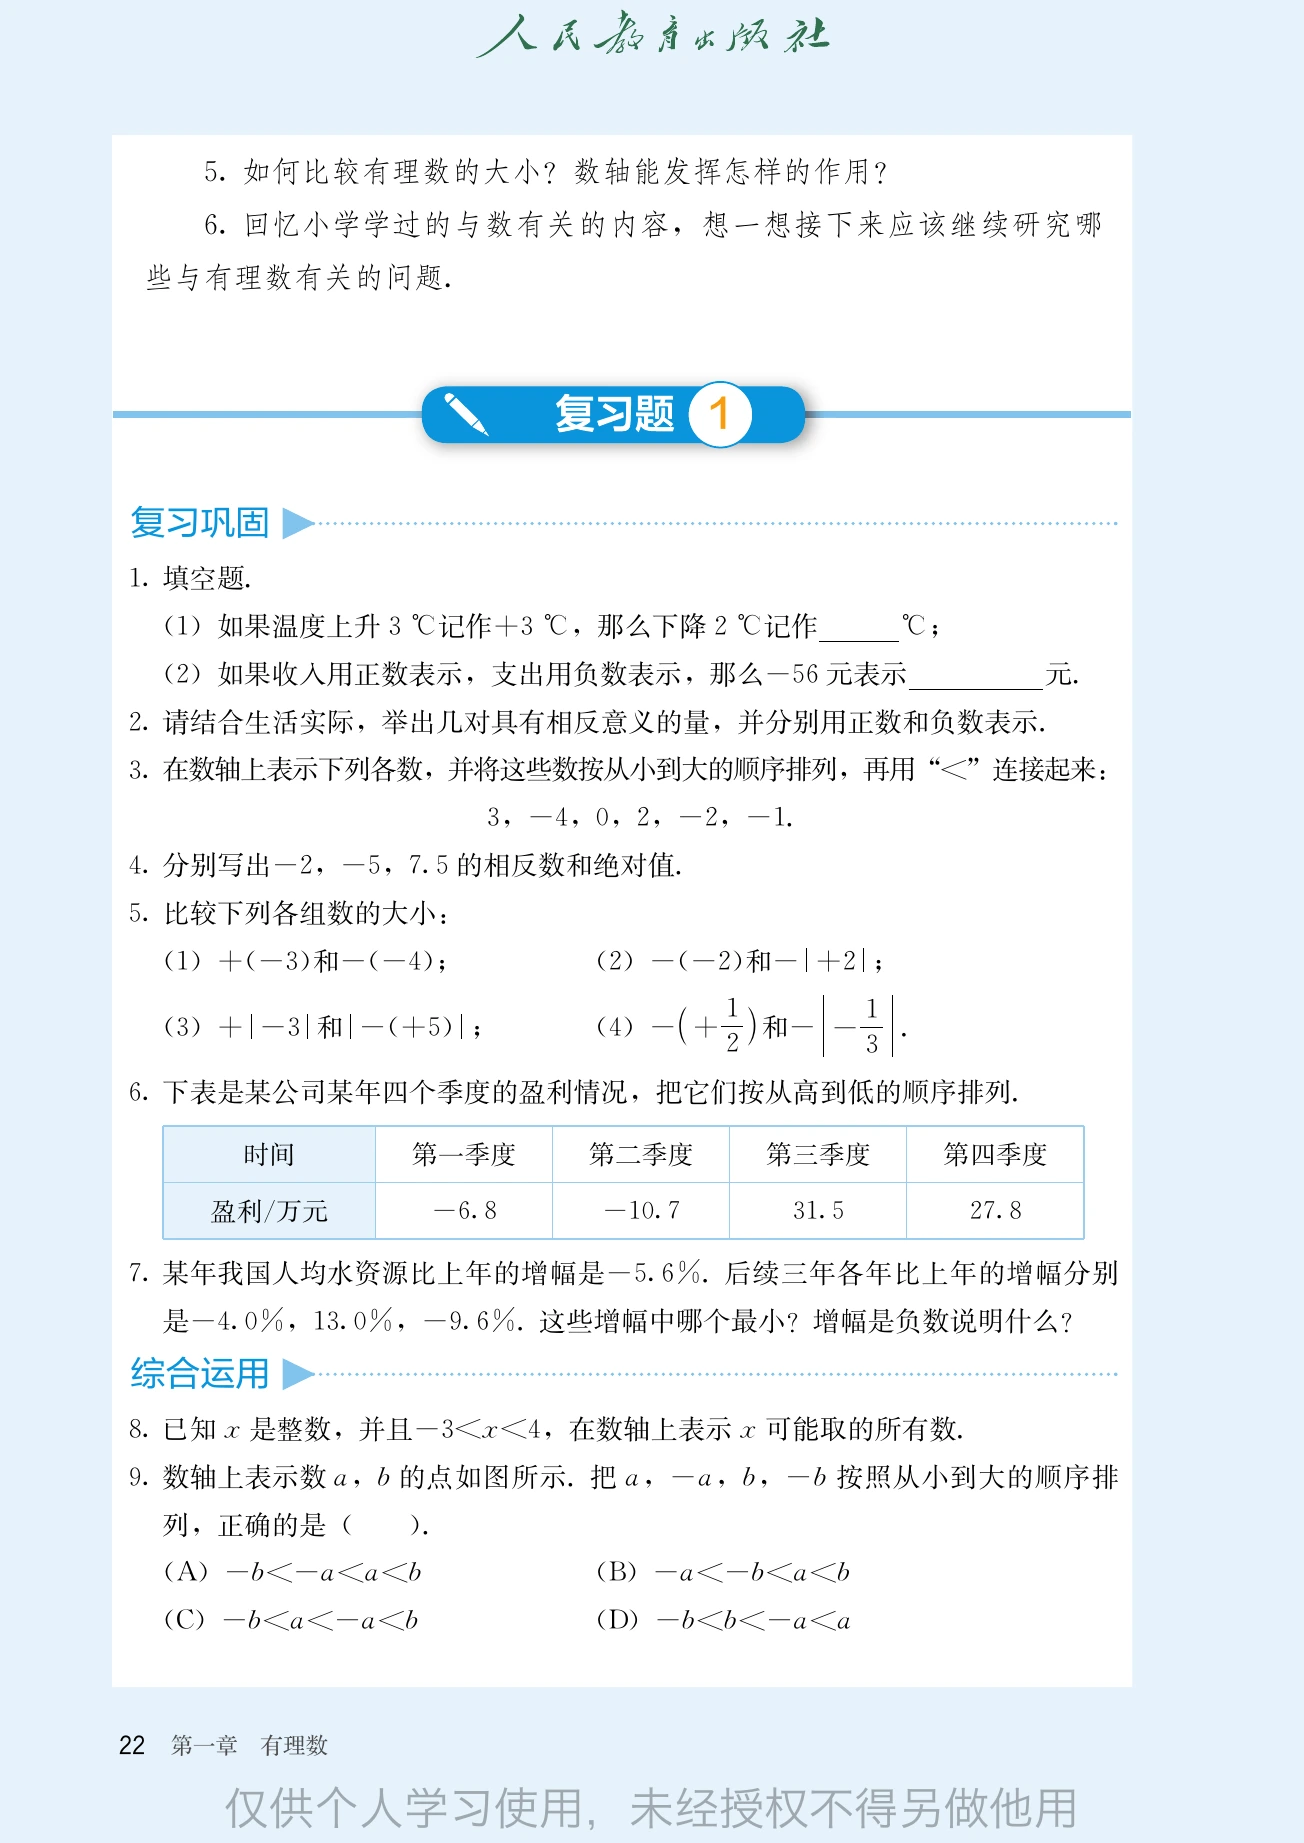 人民教育出版社
5. 如何比较有理数的大小？数轴能发挥怎样的作用？
6. 回忆小学学过的与数有关的内容，想一想接下来应该继续研究哪
些与有理数有关的问题.
复习题 1
复习巩固
1. 填空题.
（1）如果温度上升 3 ℃记作＋3 ℃，那么下降 2 ℃记作______℃；
（2）如果收入用正数表示，支出用负数表示，那么－56 元表示__________元.
2. 请结合生活实际，举出几对具有相反意义的量，并分别用正数和负数表示.
3. 在数轴上表示下列各数，并将这些数按从小到大的顺序排列，再用“＜”连接起来：
3，－4，0，2，－2，－1.
4. 分别写出－2，－5，7.5 的相反数和绝对值.
5. 比较下列各组数的大小：
（1）＋(－3)和－(－4)； （2）－(－2)和－|＋2|；
（3）＋|－3|和|－(＋5)|； （4）－(＋1/2)和－|－1/3|.
6. 下表是某公司某年四个季度的盈利情况，把它们按从高到低的顺序排列.
时间 第一季度 第二季度 第三季度 第四季度
盈利/万元 －6.8 －10.7 31.5 27.8
7. 某年我国人均水资源比上年的增幅是－5.6%. 后续三年各年比上年的增幅分别
是－4.0%，13.0%，－9.6%. 这些增幅中哪个最小？增幅是负数说明什么？
综合运用
8. 已知 x 是整数，并且－3＜x＜4，在数轴上表示 x 可能取的所有数.
9. 数轴上表示数 a，b 的点如图所示. 把 a，－a，b，－b 按照从小到大的顺序排
列，正确的是（　　）.
（A）－b＜－a＜a＜b （B）－a＜－b＜a＜b
（C）－b＜a＜－a＜b （D）－b＜b＜－a＜a
22 第一章 有理数
仅供个人学习使用，未经授权不得另做他用